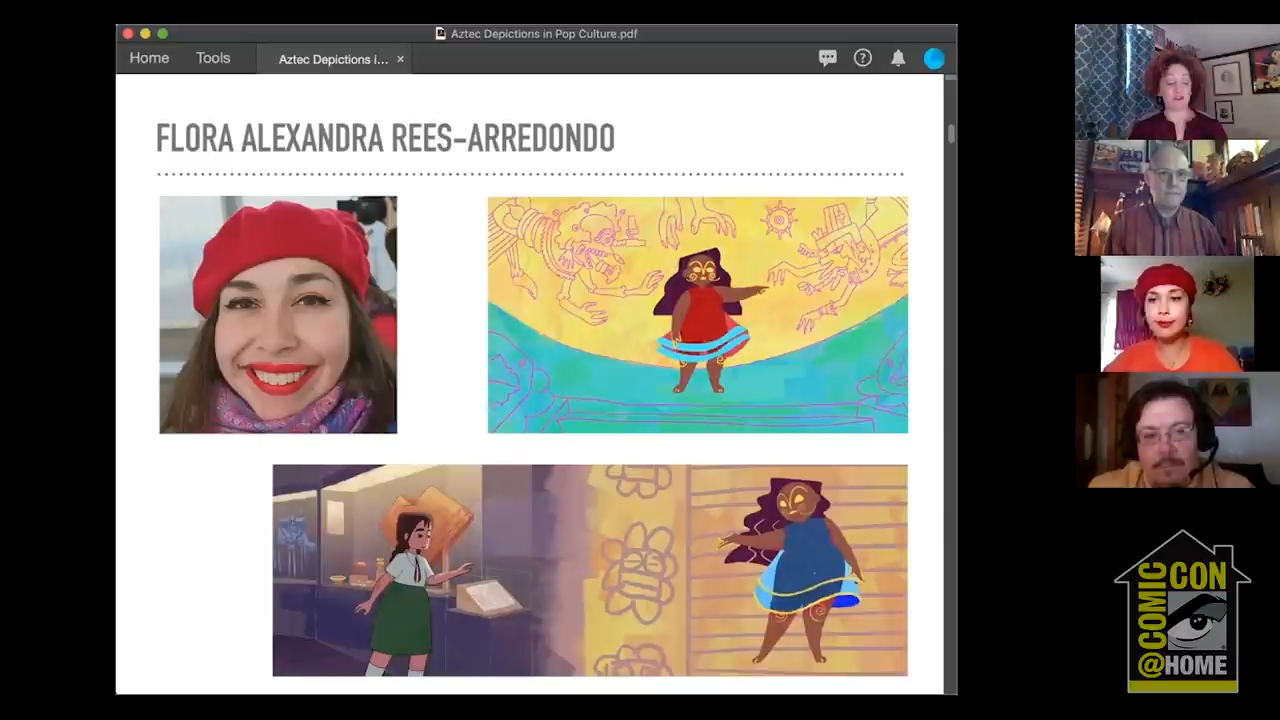 Aztec Depictions in Pop Culture.pdf
Home
Tools
Aztec Depictions i...
×
FLORA ALEXANDRA REES-ARREDONDO
COMIC
CON
@HOME